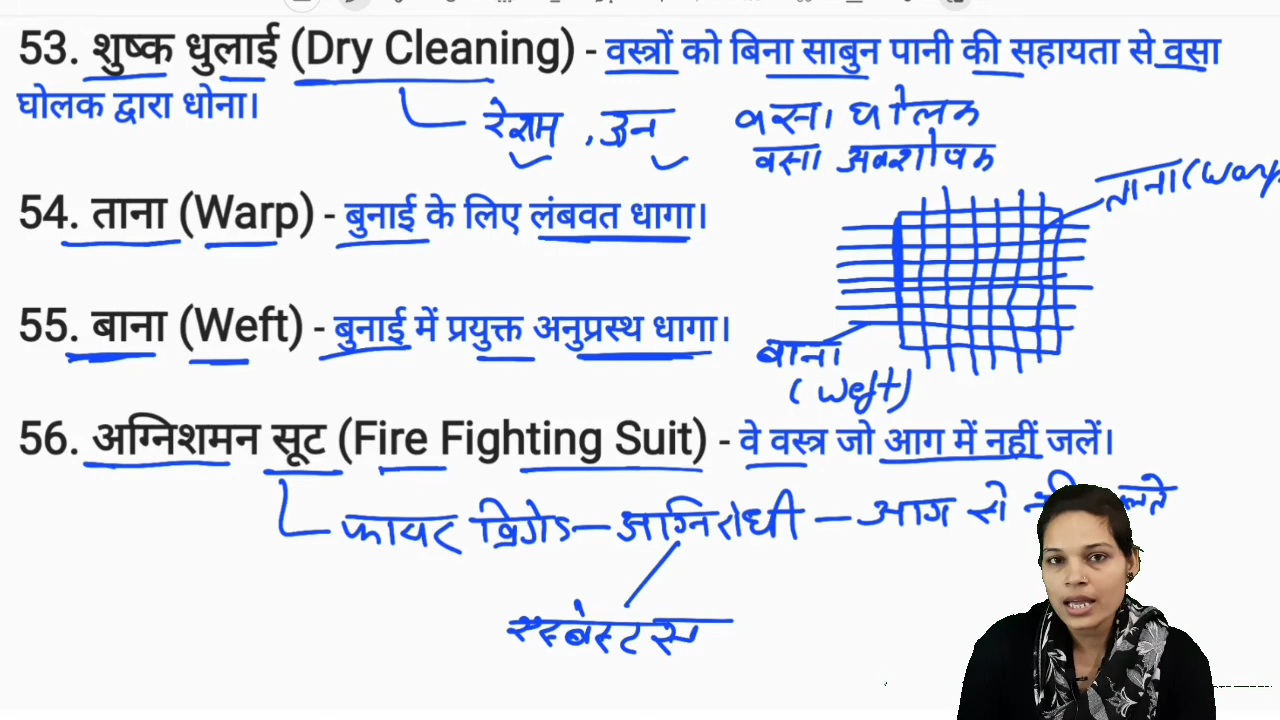 53. शुष्क धुलाई (Dry Cleaning) - वस्त्रों को बिना साबुन पानी की सहायता से वसा
घोलक द्वारा धोना।
रेशम , ऊन
वसा घोलक
वसा अवशोषक
54. ताना (Warp) - बुनाई के लिए लंबवत धागा।
ताना (Warp
55. बाना (Weft) - बुनाई में प्रयुक्त अनुप्रस्थ धागा।
बाना
(Weft)
56. अग्निशमन सूट (Fire Fighting Suit) - वे वस्त्र जो आग में नहीं जलें।
फायर ब्रिगेड – अग्निरोधी – आग से